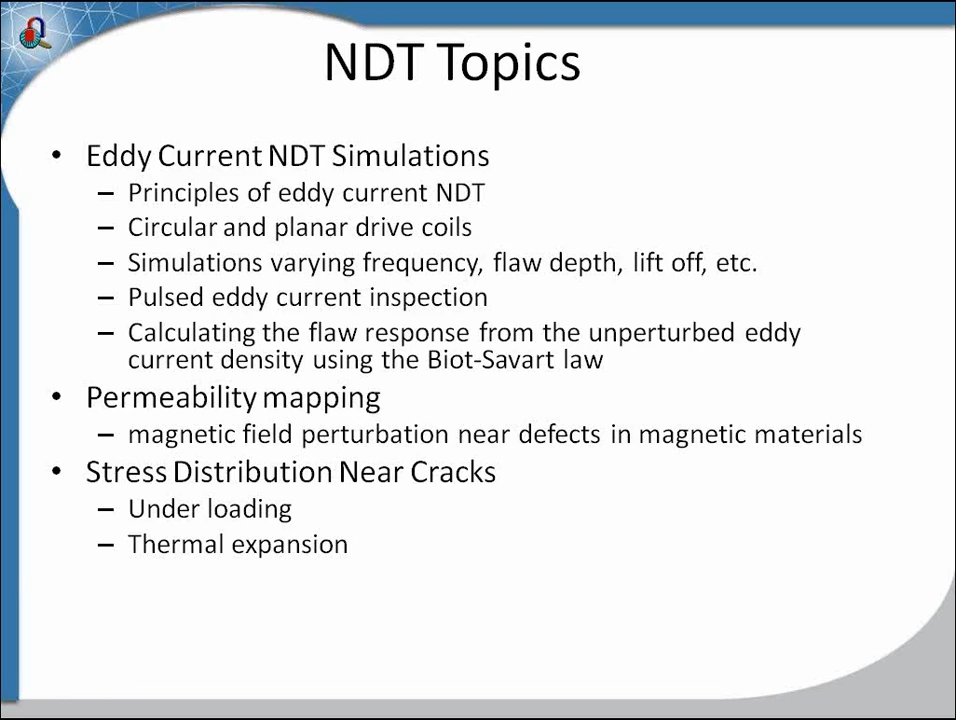 NDT Topics
• Eddy Current NDT Simulations
– Principles of eddy current NDT
– Circular and planar drive coils
– Simulations varying frequency, flaw depth, lift off, etc.
– Pulsed eddy current inspection
– Calculating the flaw response from the unperturbed eddy
current density using the Biot-Savart law
• Permeability mapping
– magnetic field perturbation near defects in magnetic materials
• Stress Distribution Near Cracks
– Under loading
– Thermal expansion